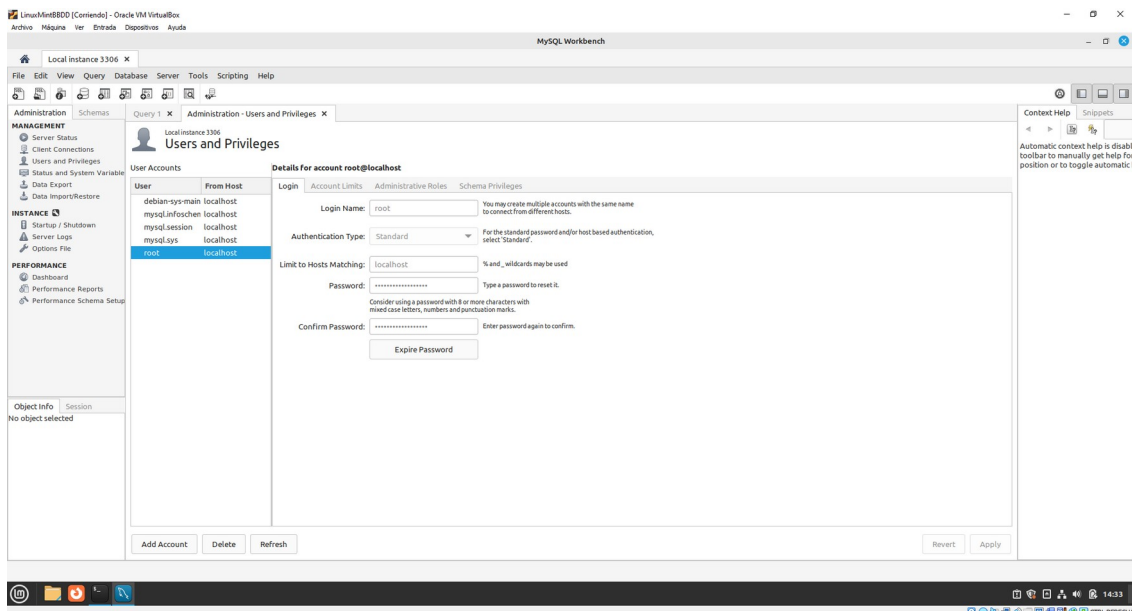 LinuxMintBBDD [Corriendo] - Oracle VM VirtualBox
Archivo Máquina Ver Entrada Dispositivos Ayuda
MySQL Workbench
Local instance 3306
File Edit View Query Database Server Tools Scripting Help
Administration Schemas
MANAGEMENT
Server Status
Client Connections
Users and Privileges
Status and System Variable
Data Export
Data Import/Restore
INSTANCE
Startup / Shutdown
Server Logs
Options File
PERFORMANCE
Dashboard
Performance Reports
Performance Schema Setup
Object Info Session
No object selected
Query 1 Administration - Users and Privileges
Local instance 3306
Users and Privileges
User Accounts
User From Host
debian-sys-main localhost
mysql.infoschen localhost
mysql.session localhost
mysql.sys localhost
root localhost
Details for account root@localhost
Login Account Limits Administrative Roles Schema Privileges
Login Name: root You may create multiple accounts with the same name
to connect from different hosts.
Authentication Type: Standard For the standard password and/or host based authentication,
select 'Standard'.
Limit to Hosts Matching: localhost % and _ wildcards may be used
Password: ****************** Type a password to reset it.
Consider using a password with 8 or more characters with
mixed case letters, numbers and punctuation marks.
Confirm Password: ****************** Enter password again to confirm.
Expire Password
Add Account Delete Refresh
Revert Apply
Context Help Snippets
Automatic context help is disabl
toolbar to manually get help fo
position or to toggle automatic
14:33